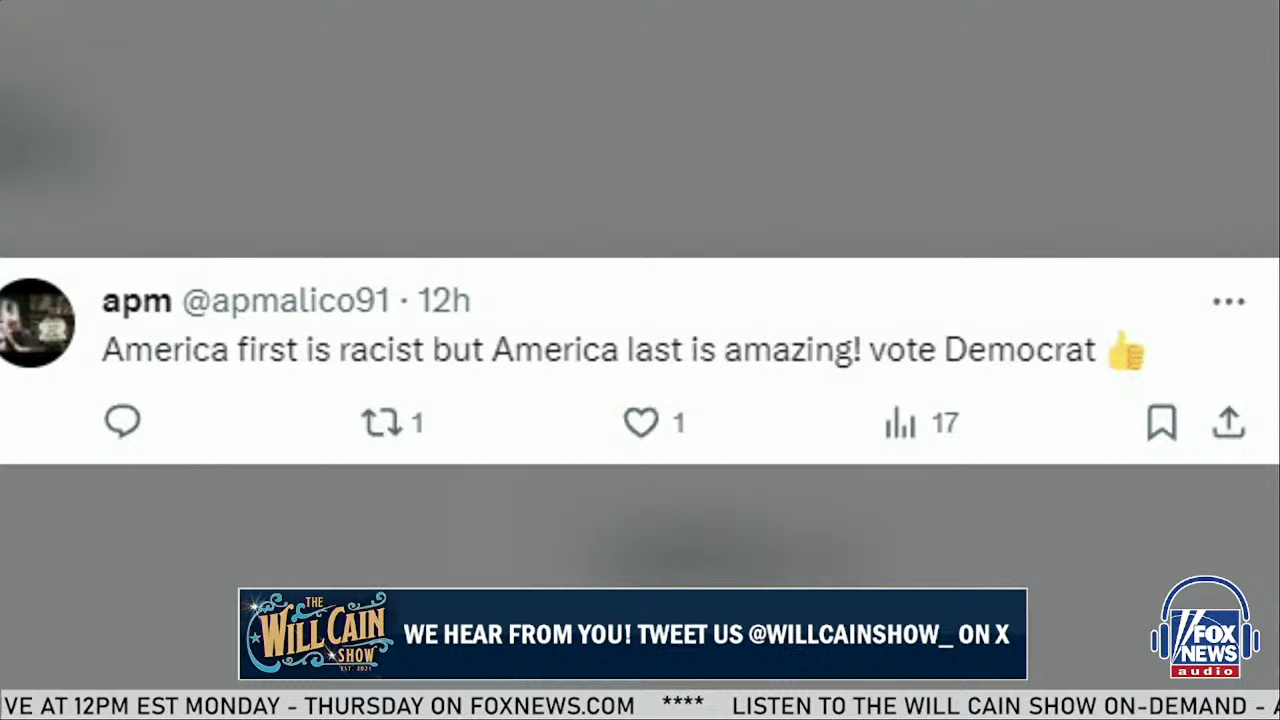 apm @apmalico91 · 12h
America first is racist but America last is amazing! vote Democrat 👍
1 1 17
THE
WILL CAIN
SHOW
EST. 2021
WE HEAR FROM YOU! TWEET US @WILLCAINSHOW_ ON X
FOX
NEWS
audio
VE AT 12PM EST MONDAY - THURSDAY ON FOXNEWS.COM **** LISTEN TO THE WILL CAIN SHOW ON-DEMAND -